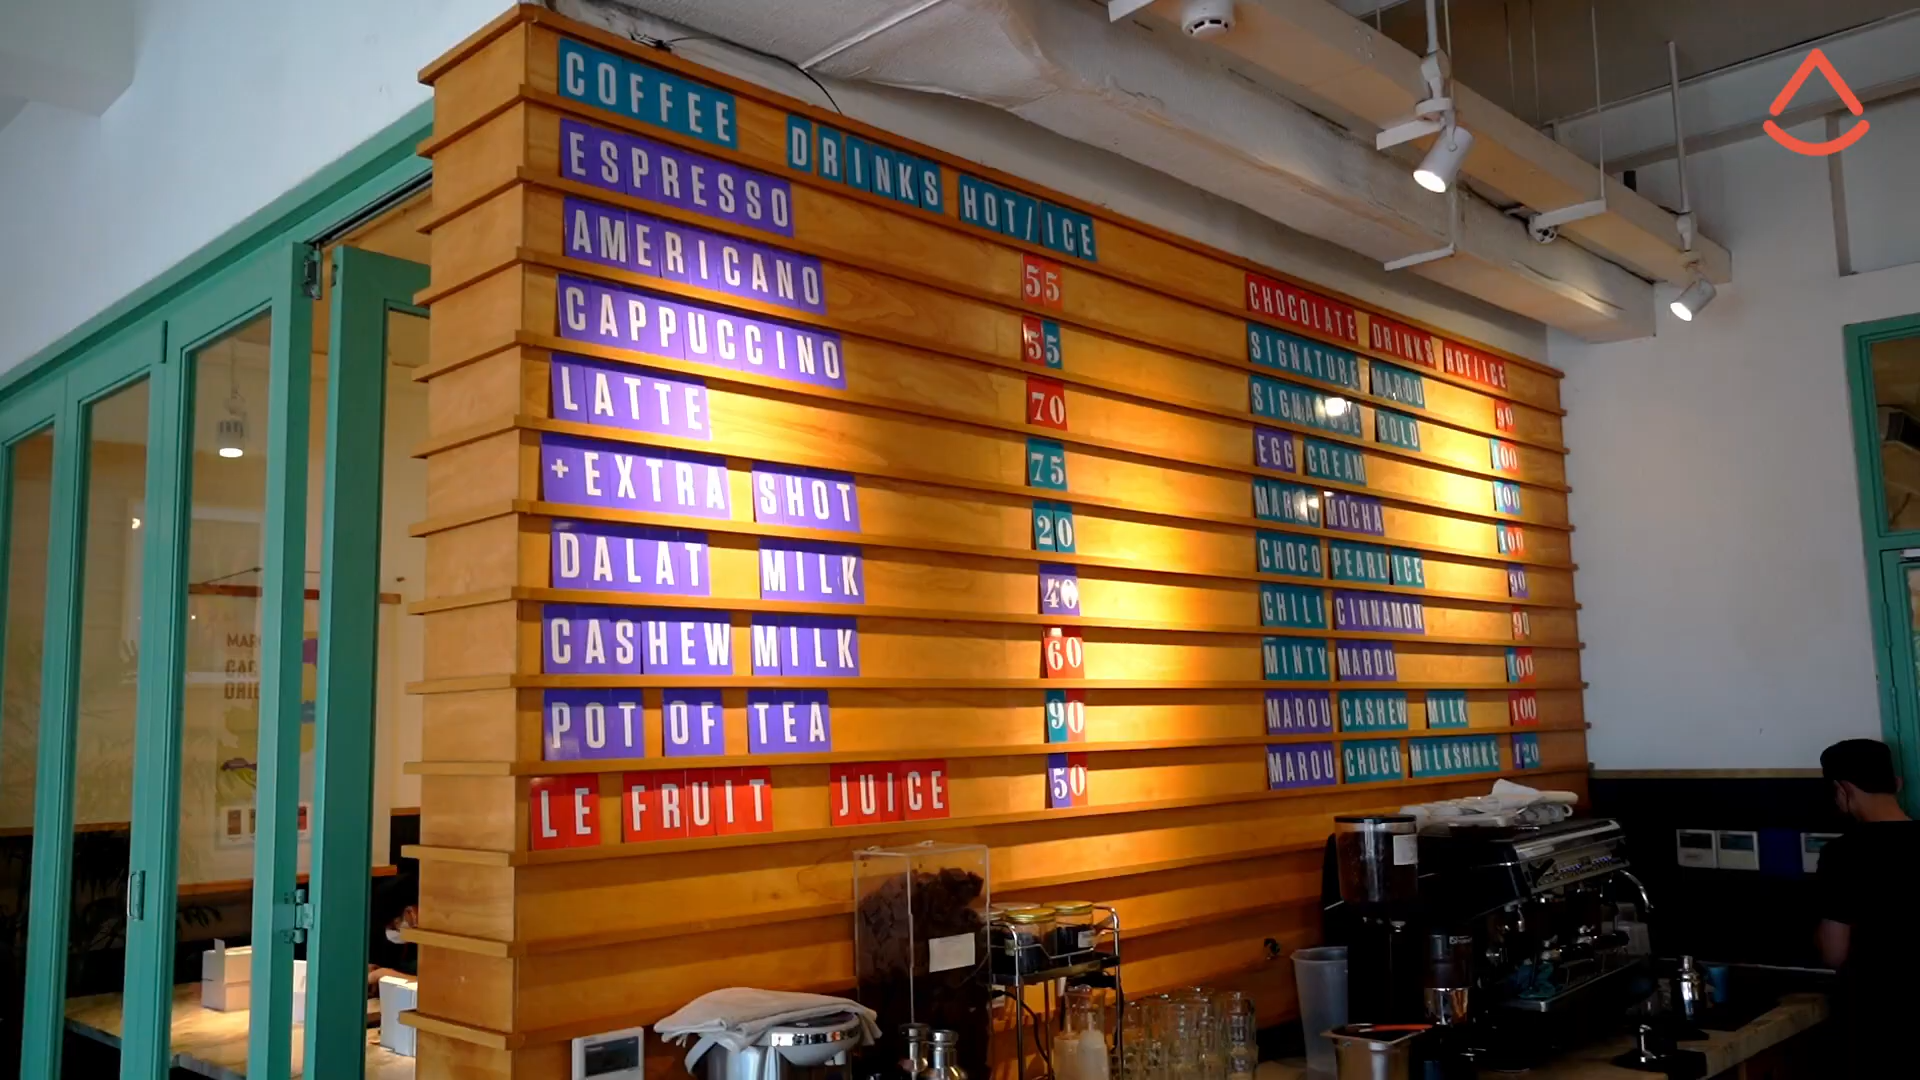 COFFEE DRINKS HOT/ICE
ESPRESSO 55
AMERICANO 55
CAPPUCCINO 70
LATTE 75
+EXTRA SHOT 20
DALAT MILK 40
CASHEW MILK 60
POT OF TEA 90
LE FRUIT JUICE 50
CHOCOLATE DRINKS HOT/ICE
SIGNATURE MAROU 90
SIGNATURE BOLD 100
EGG CREAM 100
MAROU MOCHA 100
CHOCO PEARL ICE 90
CHILI CINNAMON 90
MINTY MAROU 100
MAROU CASHEW MILK 100
MAROU CHOCO MILKSHAKE 120